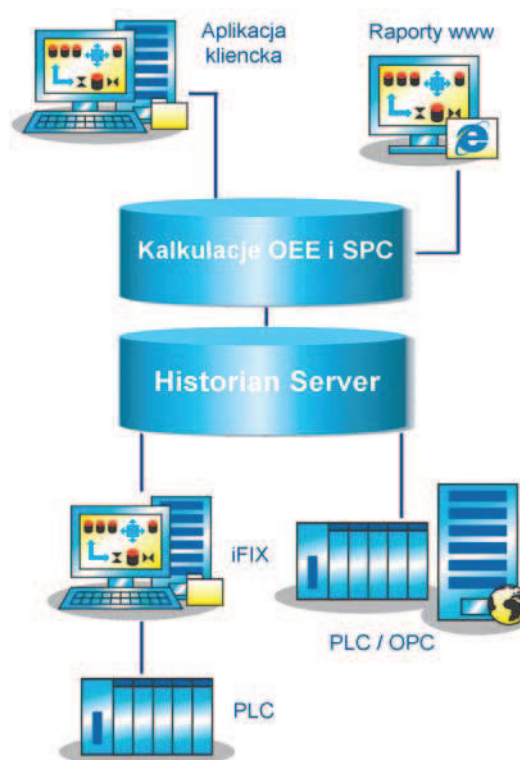 Aplikacja
kliencka
Raporty www
Kalkulacje OEE i SPC
Historian Server
iFIX
PLC / OPC
PLC